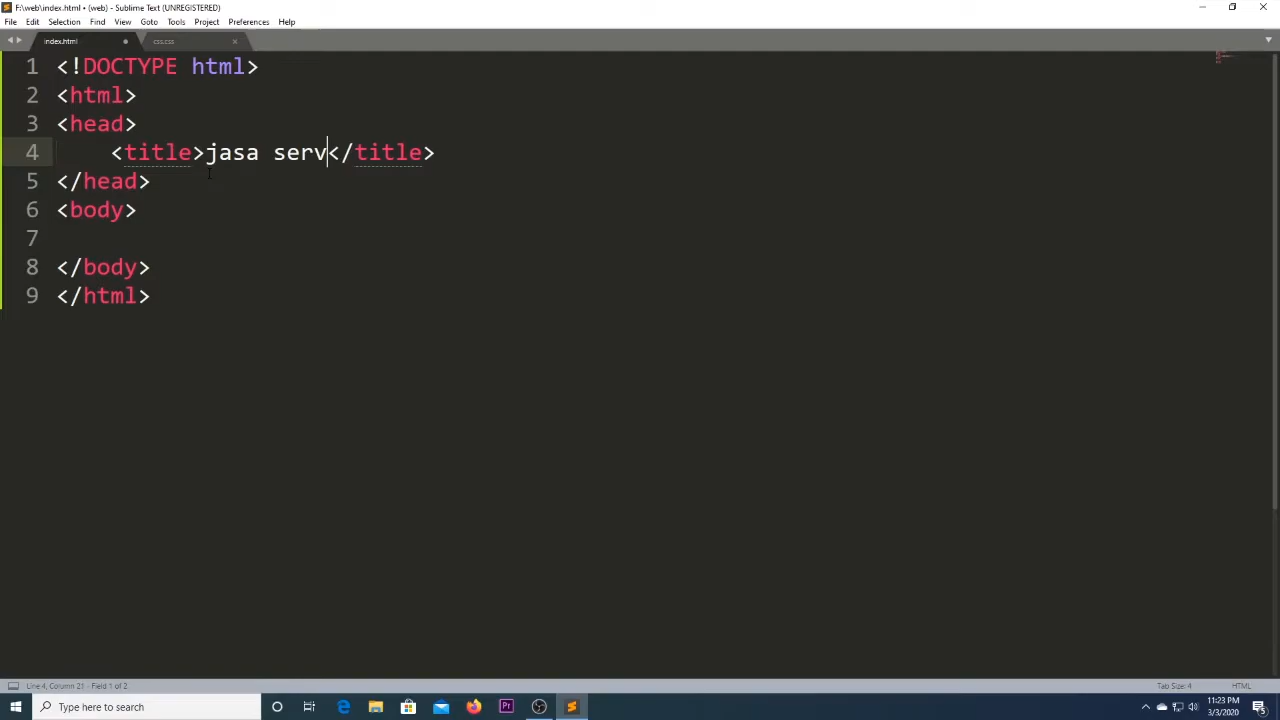 F:\web\index.html • (web) - Sublime Text (UNREGISTERED)
File Edit Selection Find View Goto Tools Project Preferences Help
index.html css.css
1 <!DOCTYPE html>
2 <html>
3 <head>
4 <title>jasa serv</title>
5 </head>
6 <body>
7
8 </body>
9 </html>
Line 4, Column 21 - Field 1 of 2 Tab Size: 4 HTML
Type here to search Pr 11:23 PM
3/3/2020